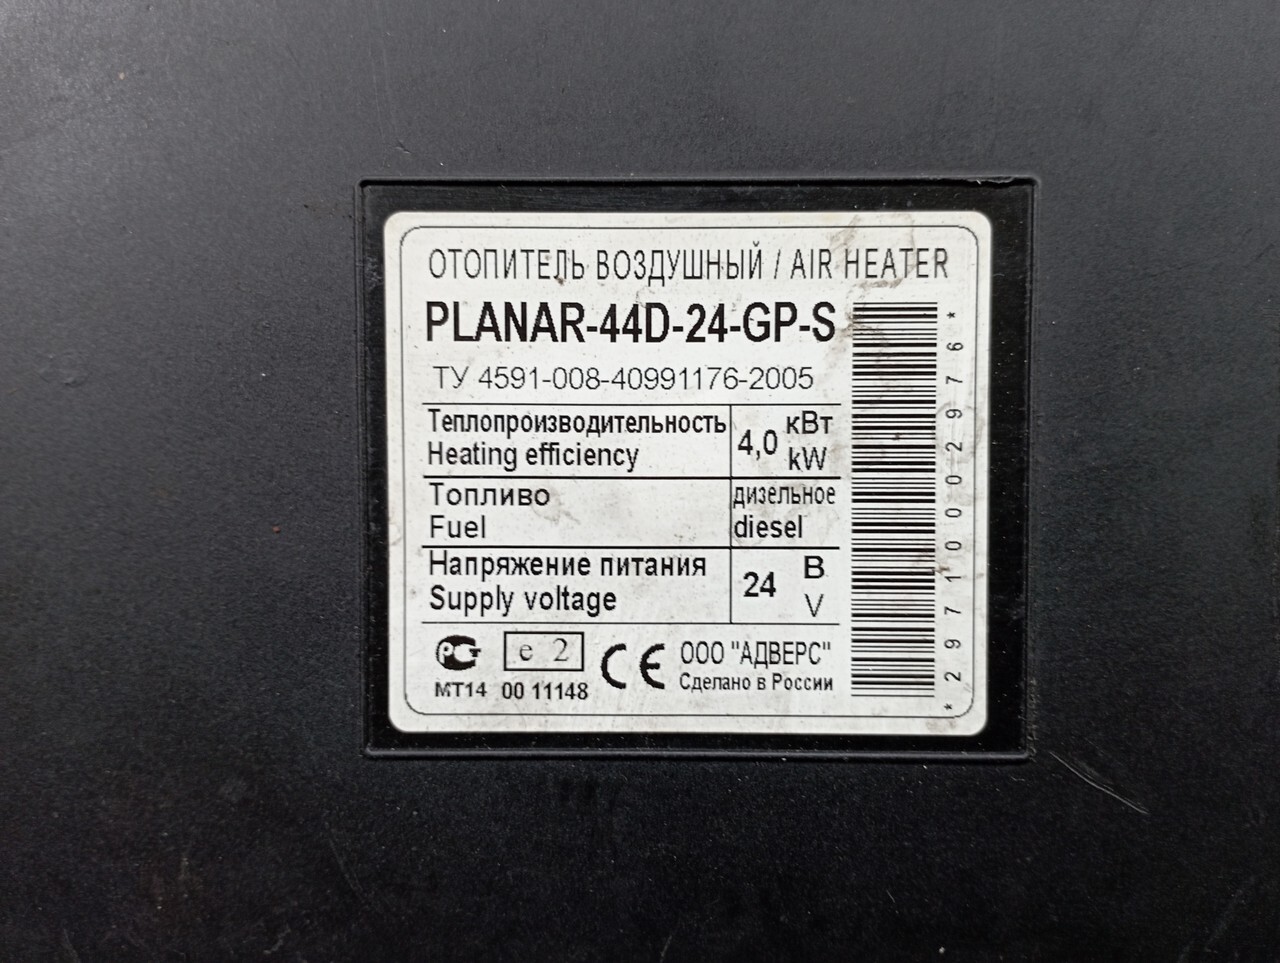 ОТОПИТЕЛЬ ВОЗДУШНЫЙ / AIR HEATER
PLANAR-44D-24-GP-S
ТУ 4591-008-40991176-2005
Теплопроизводительность 4,0 кВт
Heating efficiency kW
Топливо дизельное
Fuel diesel
Напряжение питания 24 В
Supply voltage V
РСТ e 2 CE ООО "АДВЕРС"
МТ14 00 11148 Сделано в России
*29710002976*